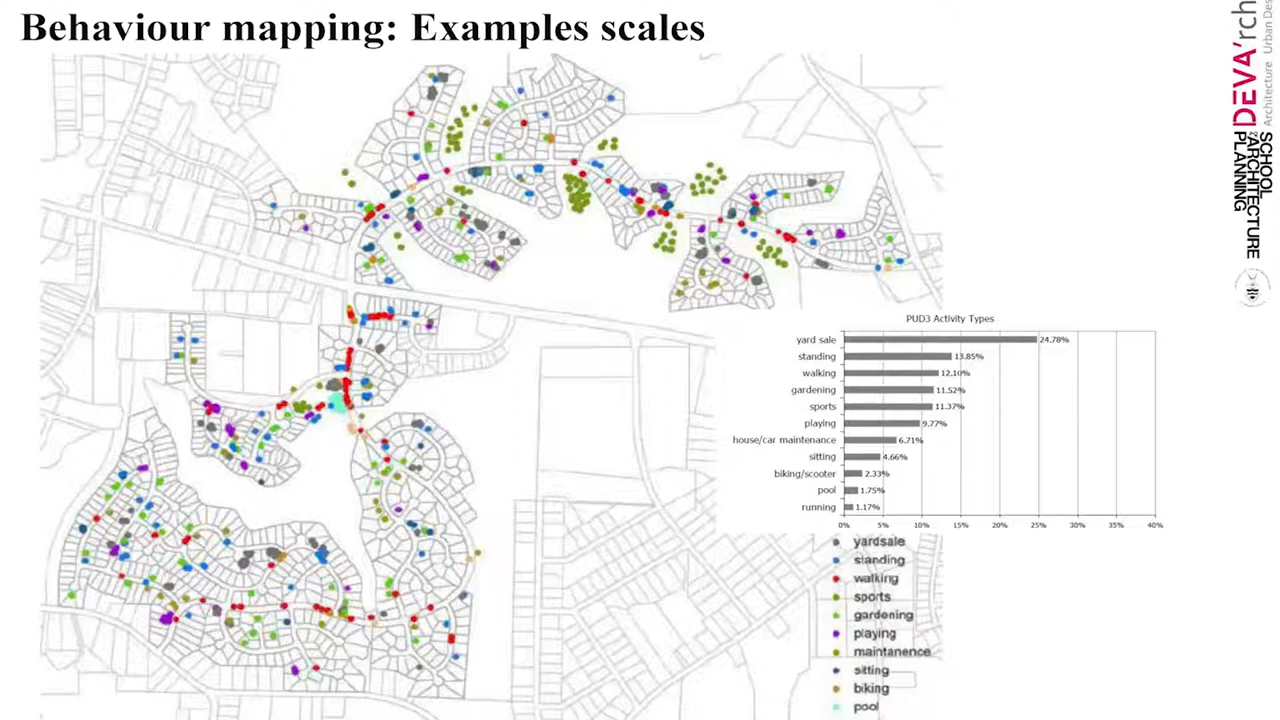 Behaviour mapping: Examples scales
DEVA'rch
Architecture Urban Des
SCHOOL
ARCHITECTURE
PLANNING
PUD3 Activity Types
yard sale 24.78%
standing 13.85%
walking 12.10%
gardening 11.52%
sports 11.37%
playing 9.77%
house/car maintenance 6.71%
sitting 4.66%
biking/scooter 2.33%
pool 1.75%
running 1.17%
0% 5% 10% 15% 20% 25% 30% 35% 40%
yardsale
standing
walking
sports
gardening
playing
maintanence
sitting
biking
pool